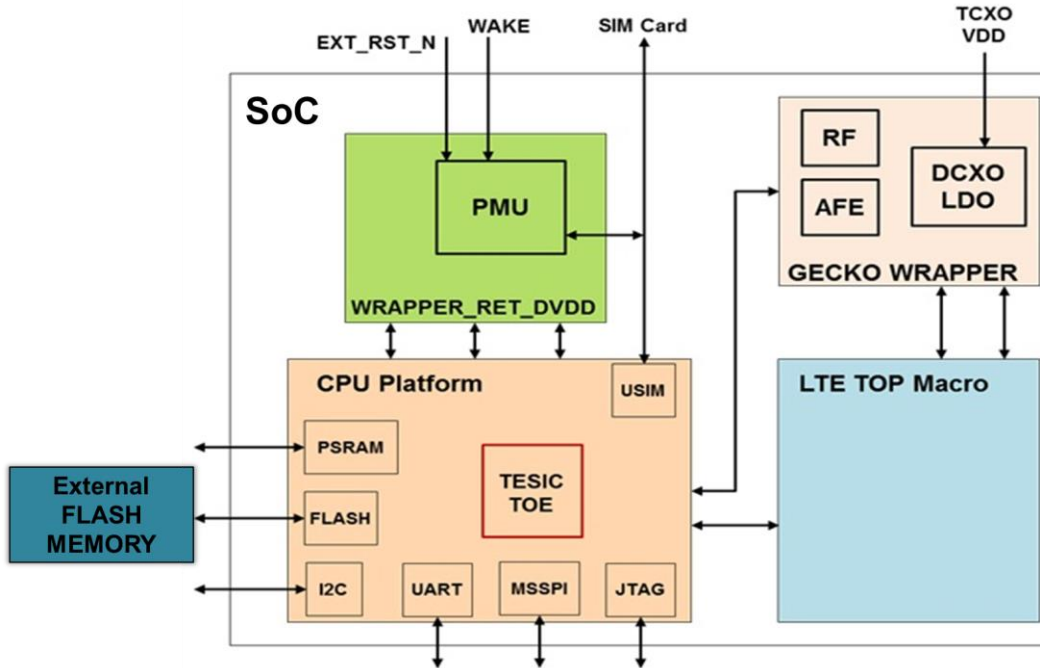 EXT_RST_N
WAKE
SIM Card
TCXO
VDD
SoC
PMU
WRAPPER_RET_DVDD
RF
AFE
DCXO
LDO
GECKO WRAPPER
CPU Platform
USIM
PSRAM
TESIC
TOE
FLASH
I2C
UART
MSSPI
JTAG
LTE TOP Macro
External
FLASH
MEMORY